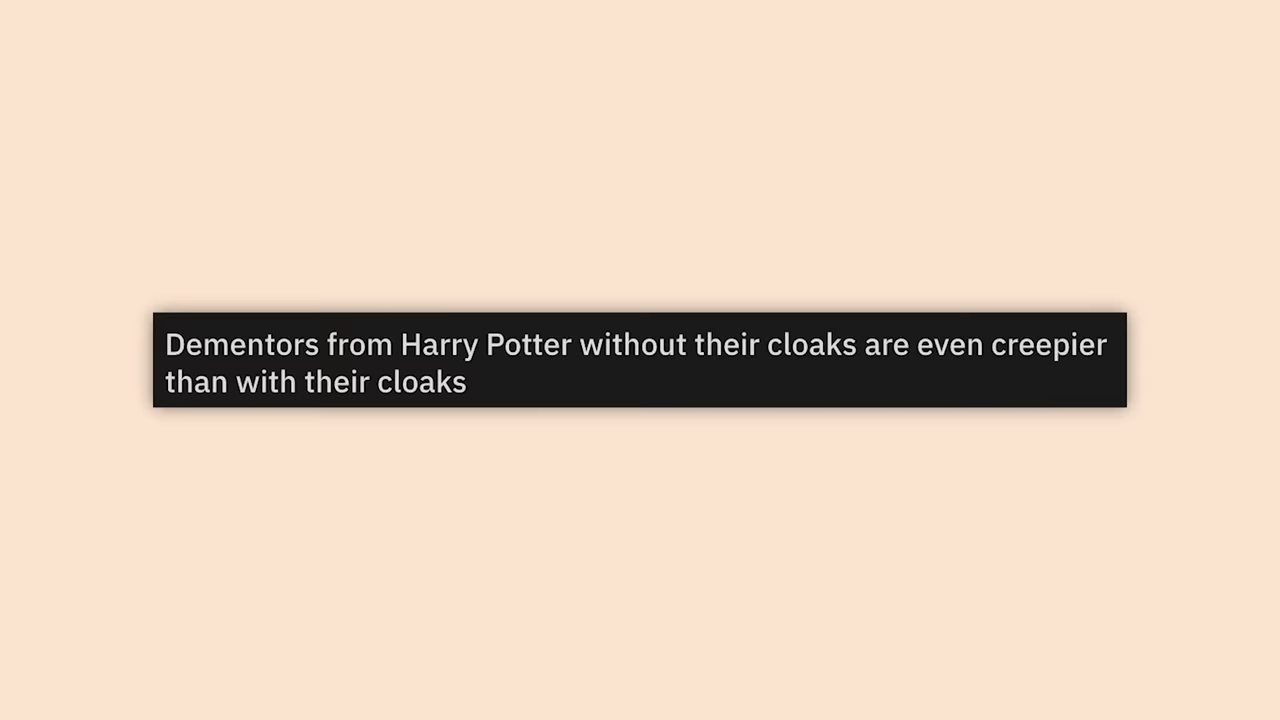 Dementors from Harry Potter without their cloaks are even creepier
than with their cloaks